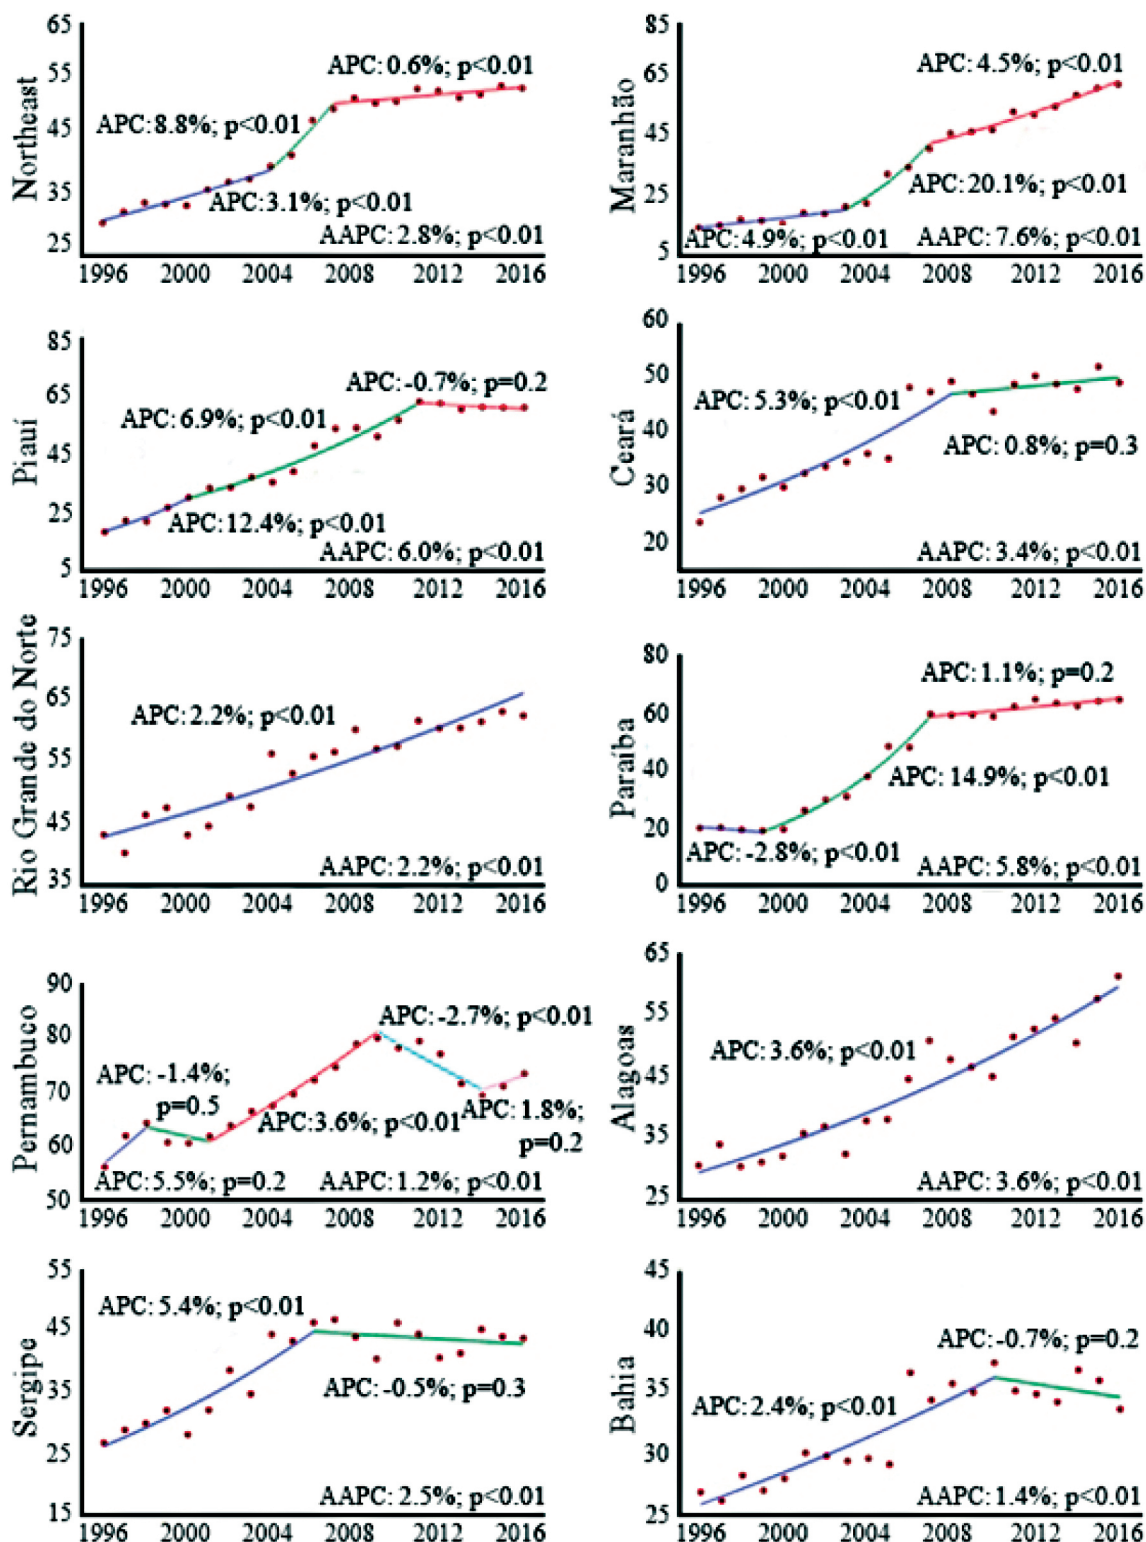 Northeast
65
55
45
35
25
APC: 0.6%; p<0.01
APC: 8.8%; p<0.01
APC: 3.1%; p<0.01
AAPC: 2.8%; p<0.01
1996 2000 2004 2008 2012 2016
Maranhão
85
65
45
25
5
APC: 4.5%; p<0.01
APC: 20.1%; p<0.01
APC: 4.9%; p<0.01
AAPC: 7.6%; p<0.01
1996 2000 2004 2008 2012 2016
Piauí
85
65
45
25
5
APC: -0.7%; p=0.2
APC: 6.9%; p<0.01
APC: 12.4%; p<0.01
AAPC: 6.0%; p<0.01
1996 2000 2004 2008 2012 2016
Ceará
60
50
40
30
20
APC: 5.3%; p<0.01
APC: 0.8%; p=0.3
AAPC: 3.4%; p<0.01
1996 2000 2004 2008 2012 2016
Rio Grande do Norte
75
65
55
45
35
APC: 2.2%; p<0.01
AAPC: 2.2%; p<0.01
1996 2000 2004 2008 2012 2016
Paraíba
80
60
40
20
0
APC: 1.1%; p=0.2
APC: 14.9%; p<0.01
APC: -2.8%; p<0.01
AAPC: 5.8%; p<0.01
1996 2000 2004 2008 2012 2016
Pernambuco
90
80
70
60
50
APC: -2.7%; p<0.01
APC: -1.4%;
p=0.5
APC: 3.6%; p<0.01
APC: 1.8%;
p=0.2
APC: 5.5%; p=0.2
AAPC: 1.2%; p<0.01
1996 2000 2004 2008 2012 2016
Alagoas
65
55
45
35
25
APC: 3.6%; p<0.01
AAPC: 3.6%; p<0.01
1996 2000 2004 2008 2012 2016
Sergipe
55
45
35
25
15
APC: 5.4%; p<0.01
APC: -0.5%; p=0.3
AAPC: 2.5%; p<0.01
1996 2000 2004 2008 2012 2016
Bahia
45
40
35
30
25
APC: -0.7%; p=0.2
APC: 2.4%; p<0.01
AAPC: 1.4%; p<0.01
1996 2000 2004 2008 2012 2016